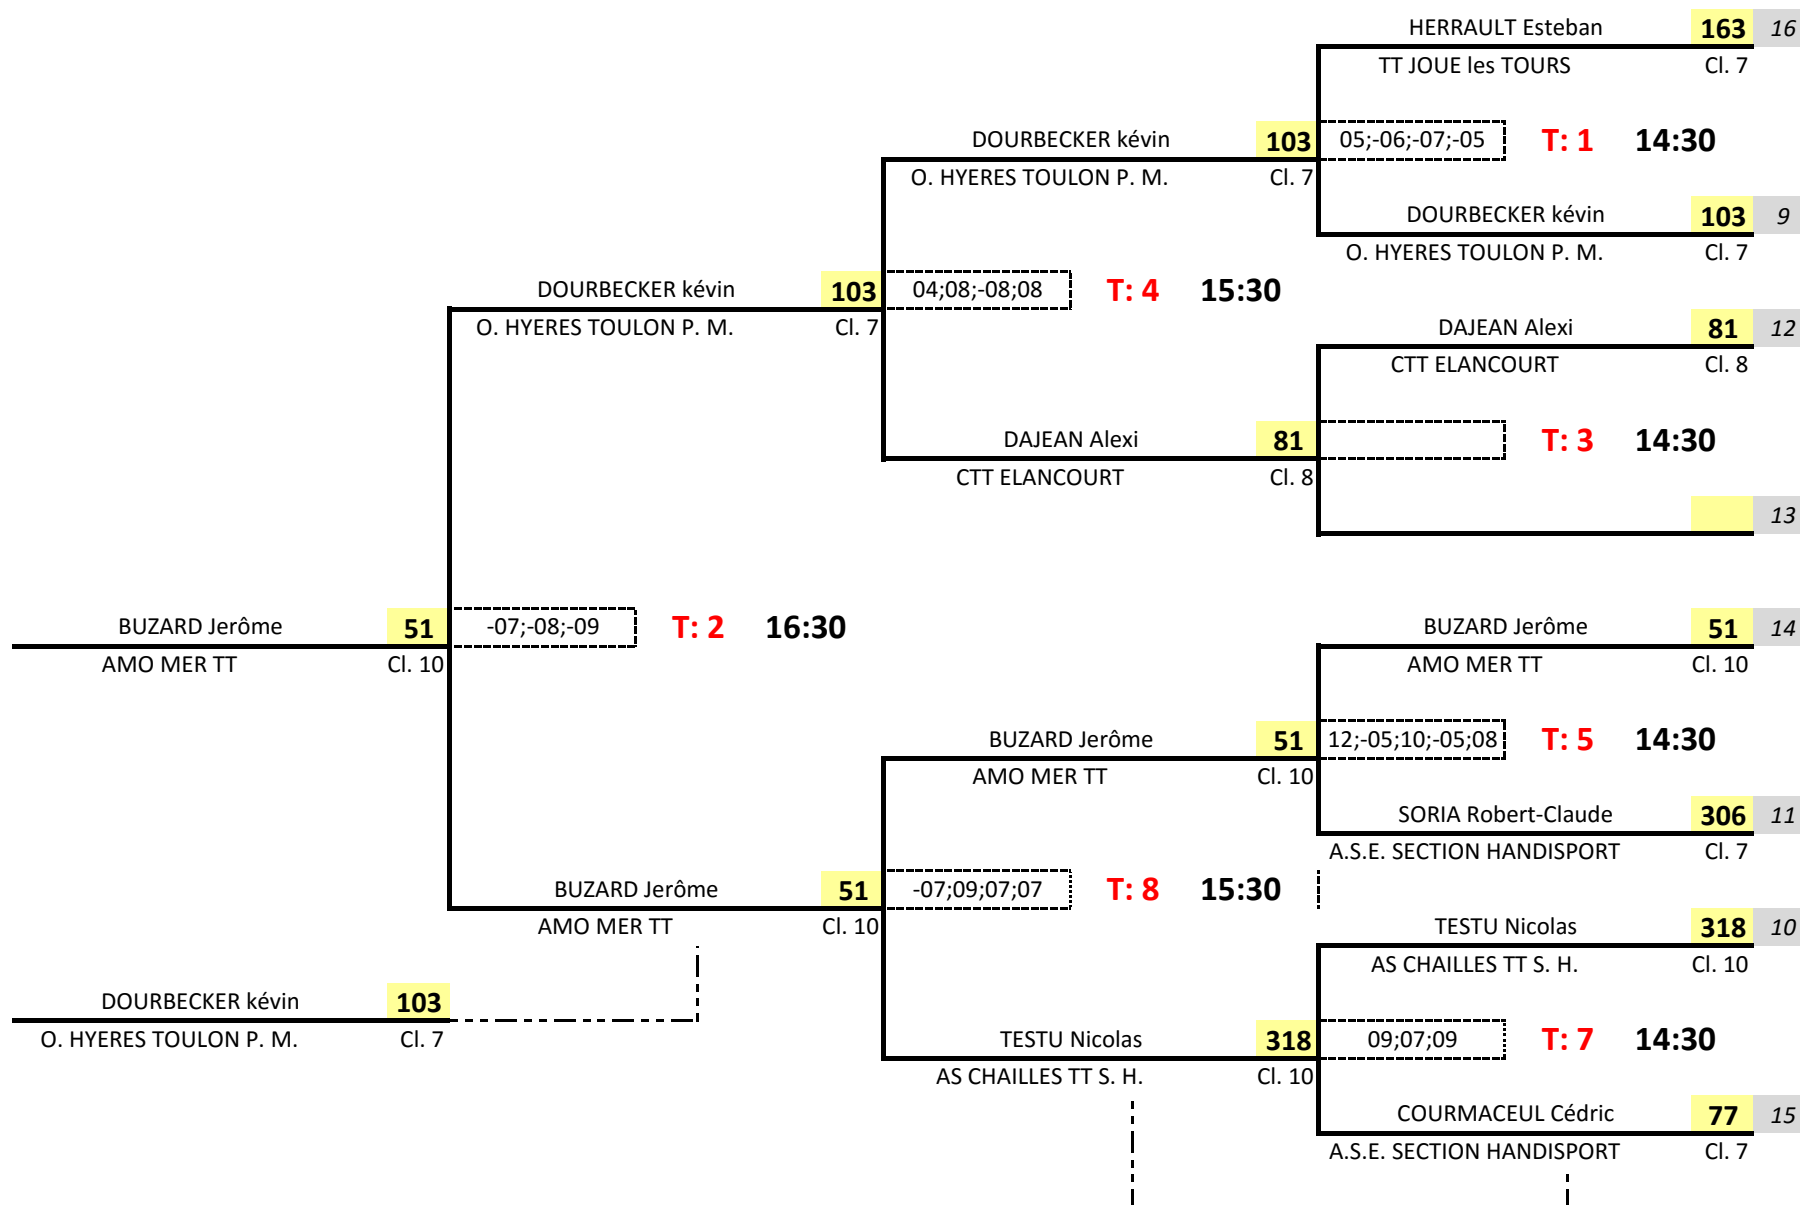 HERRAULT Esteban 163 16
TT JOUE les TOURS Cl. 7
DOURBECKER kévin 103 05;-06;-07;-05 T: 1 14:30
O. HYERES TOULON P. M. Cl. 7
DOURBECKER kévin 103 9
O. HYERES TOULON P. M. Cl. 7
DOURBECKER kévin 103 04;08;-08;08 T: 4 15:30
O. HYERES TOULON P. M. Cl. 7
DAJEAN Alexi 81 12
CTT ELANCOURT Cl. 8
DAJEAN Alexi 81 T: 3 14:30
CTT ELANCOURT Cl. 8
13
BUZARD Jerôme 51 -07;-08;-09 T: 2 16:30
AMO MER TT Cl. 10
BUZARD Jerôme 51 14
AMO MER TT Cl. 10
BUZARD Jerôme 51 12;-05;10;-05;08 T: 5 14:30
AMO MER TT Cl. 10
SORIA Robert-Claude 306 11
A.S.E. SECTION HANDISPORT Cl. 7
BUZARD Jerôme 51 -07;09;07;07 T: 8 15:30
AMO MER TT Cl. 10
TESTU Nicolas 318 10
AS CHAILLES TT S. H. Cl. 10
DOURBECKER kévin 103
O. HYERES TOULON P. M. Cl. 7
TESTU Nicolas 318 09;07;09 T: 7 14:30
AS CHAILLES TT S. H. Cl. 10
COURMACEUL Cédric 77 15
A.S.E. SECTION HANDISPORT Cl. 7